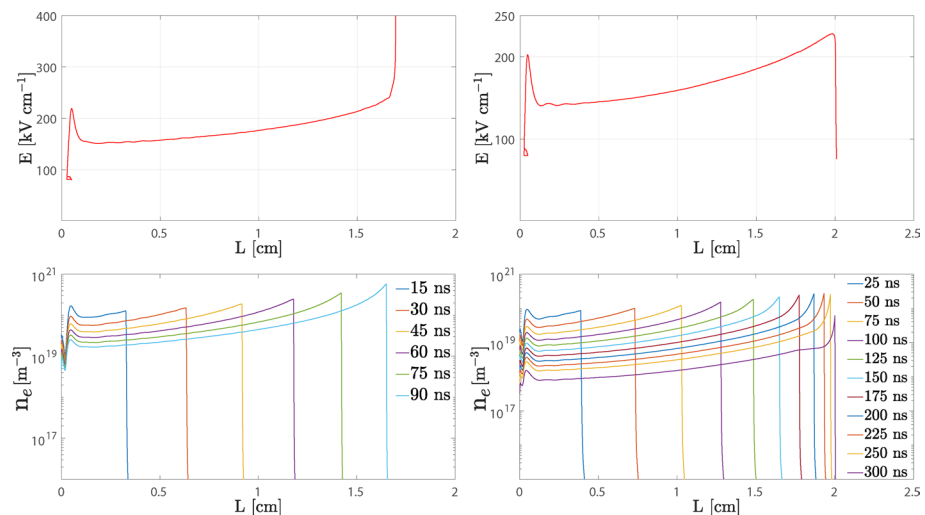 400
300
200
100
E [kV cm⁻¹]
0
0.5
1
1.5
2
L [cm]
250
200
100
E [kV cm⁻¹]
0
0.5
1
1.5
2
2.5
L [cm]
10²¹
10¹⁹
10¹⁷
nₑ[m⁻³]
15 ns
30 ns
45 ns
60 ns
75 ns
90 ns
0
0.5
1
1.5
2
L [cm]
10²¹
10¹⁹
10¹⁷
nₑ[m⁻³]
25 ns
50 ns
75 ns
100 ns
125 ns
150 ns
175 ns
200 ns
225 ns
250 ns
300 ns
0
0.5
1
1.5
2
2.5
L [cm]